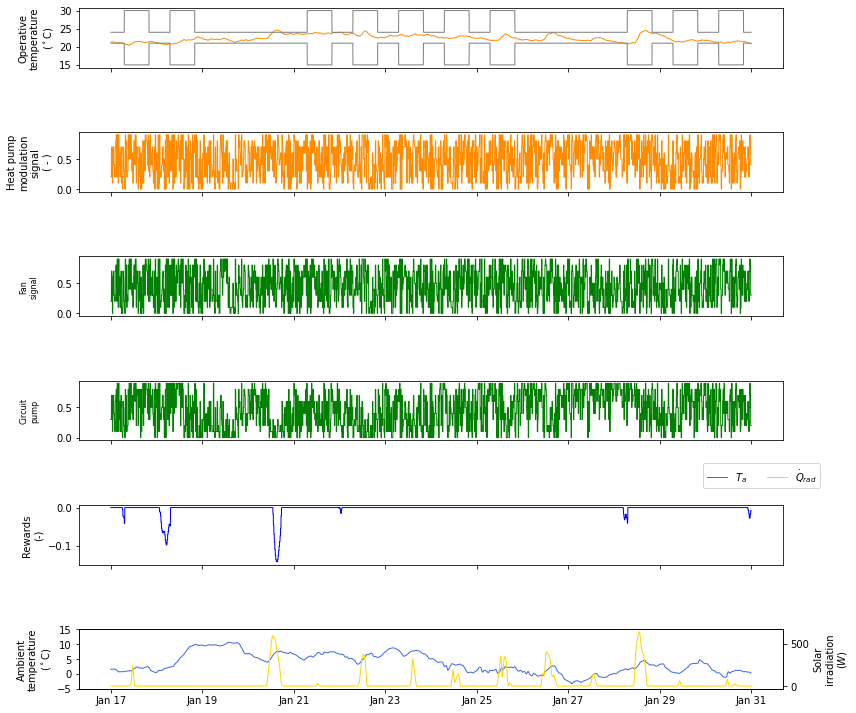 Operative
temperature
(°C)
30
25
20
15
Heat pump
modulation
signal
( - )
0.5
0.0
Fan
signal
0.5
0.0
Circuit
pump
0.5
0.0
T_a Q̇_rad
Rewards
(-)
0.0
−0.1
Ambient
temperature
(°C)
15
10
5
0
−5
500
0
Solar
irradiation
(W)
Jan 17 Jan 19 Jan 21 Jan 23 Jan 25 Jan 27 Jan 29 Jan 31